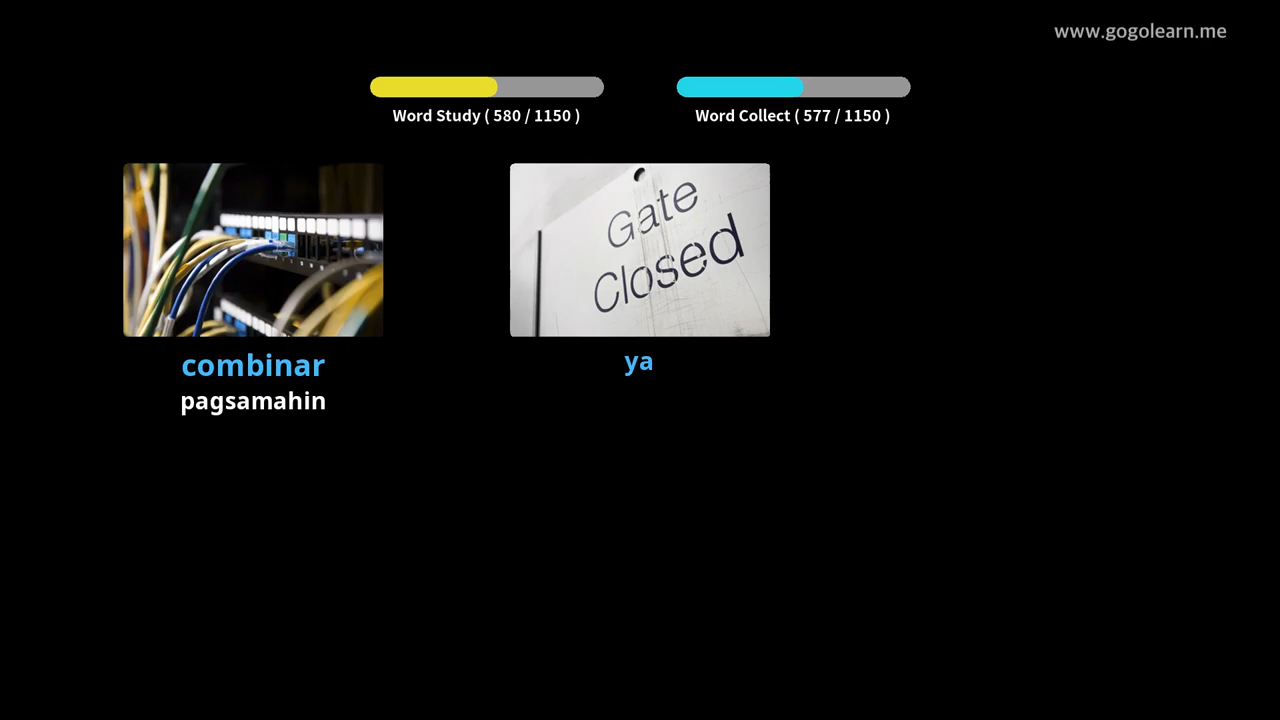 www.gogolearn.me
Word Study ( 580 / 1150 )
Word Collect ( 577 / 1150 )
Gate
Closed
combinar
pagsamahin
ya